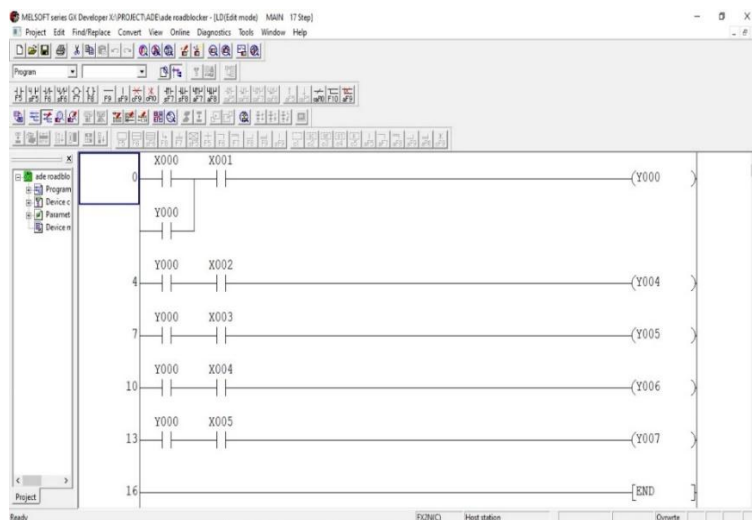 MELSOFT series GX Developer X:\PROJECT\ADE\ade roadblocker - [LD(Edit mode) MAIN 17 Step]
Project Edit Find/Replace Convert View Online Diagnostics Tools Window Help
Program
ade roadblo
Program
Device c
Paramet
Device m
Project
X000 X001
0 (Y000 )
Y000
Y000 X002
4 (Y004 )
Y000 X003
7 (Y005 )
Y000 X004
10 (Y006 )
Y000 X005
13 (Y007 )
16 [END ]
Ready Host station Ovrwrte